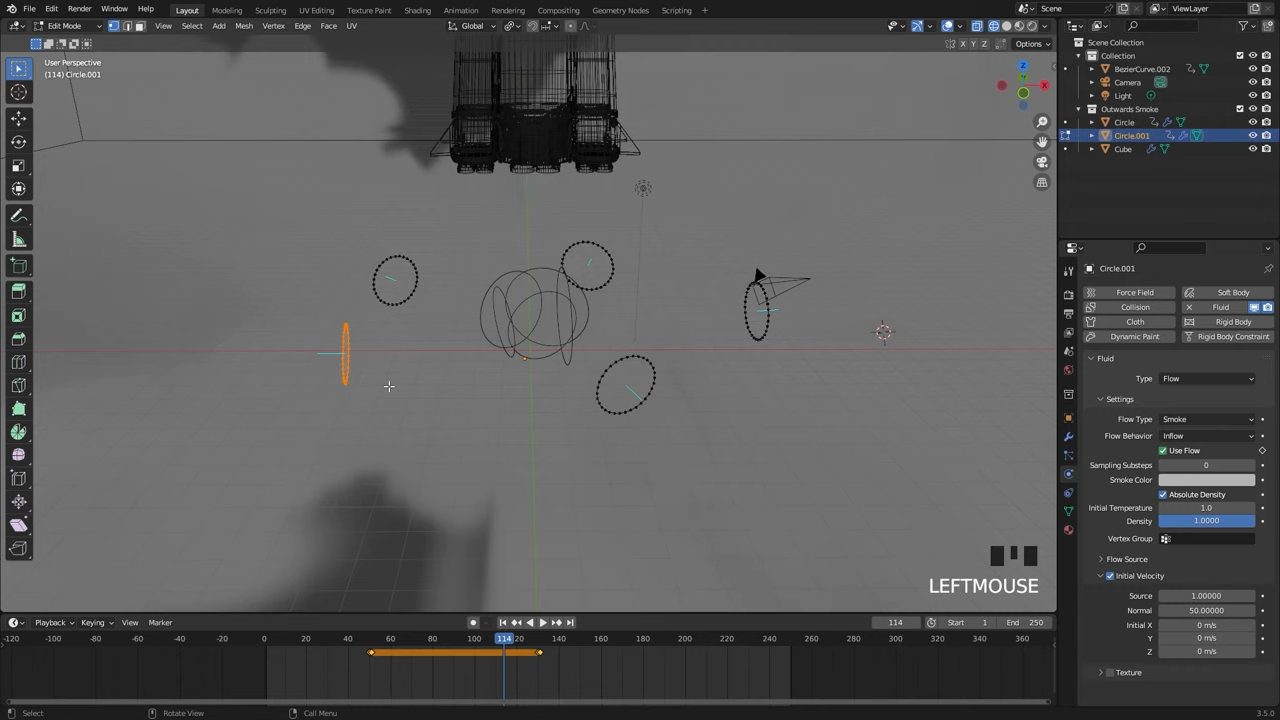 File Edit Render Window Help Layout Modeling Sculpting UV Editing Texture Paint Shading Animation Rendering Compositing Geometry Nodes Scripting + Scene ViewLayer
Edit Mode View Select Add Mesh Vertex Edge Face UV Global
X Y Z Options
User Perspective
(114) Circle.001
Z
X
Scene Collection
Collection
BezierCurve.002
Camera
Light
Outwards Smoke
Circle
Circle.001
Cube
Circle.001
Force Field Soft Body
Collision Fluid
Cloth Rigid Body
Dynamic Paint Rigid Body Constraint
Fluid
Type Flow
Settings
Flow Type Smoke
Flow Behavior Inflow
Use Flow
Sampling Substeps 0
Smoke Color
Absolute Density
Initial Temperature 1.0
Density 1.0000
Vertex Group
Flow Source
Initial Velocity
Source 1.00000
Normal 50.00000
Initial X 0 m/s
Y 0 m/s
Z 0 m/s
Texture
LEFTMOUSE
Playback Keying View Marker 114 Start 1 End 250
-120 -100 -80 -60 -40 -20 0 20 40 60 80 100 114 120 140 160 180 200 220 240 260 280 300 320 340 360
Select Rotate View Call Menu 3.5.0